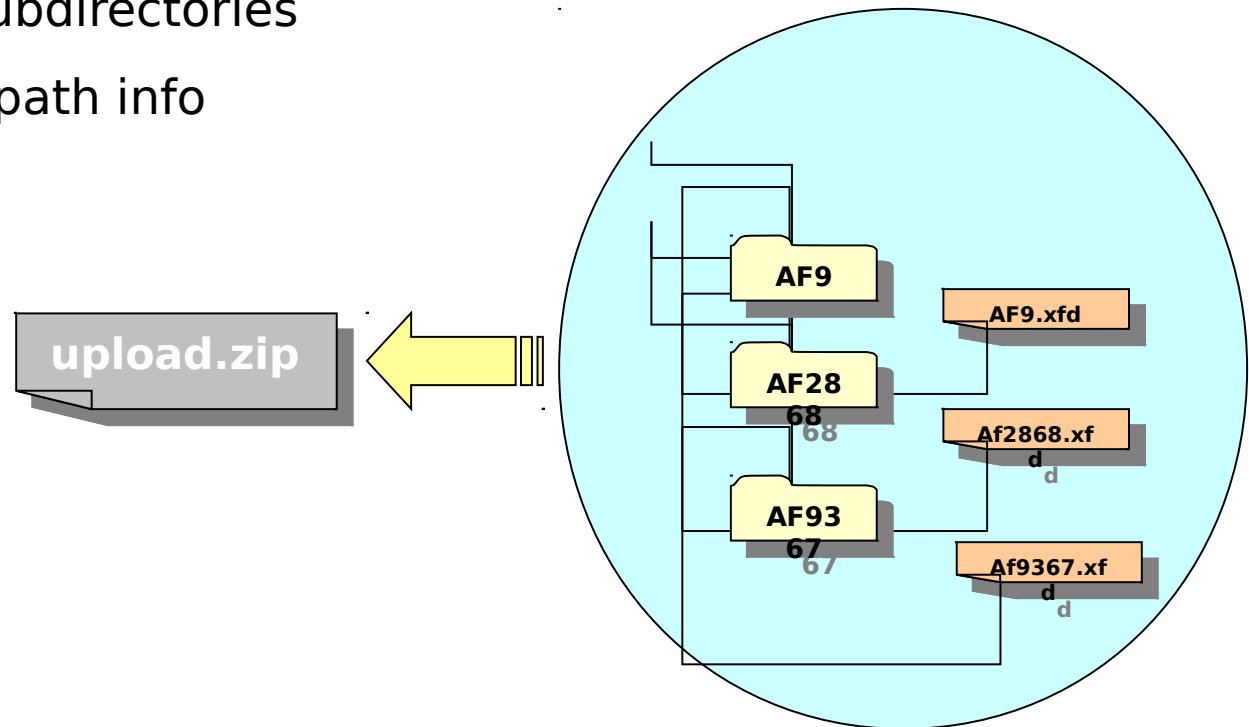 ubdirectories
path info
AF9
AF9.xfd
upload.zip
AF28
68
Af2868.xf
d
AF93
67
Af9367.xf
d